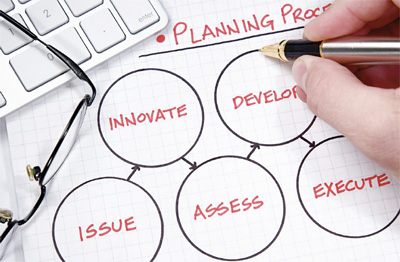 • PLANNING PROCE
INNOVATE
DEVELOP
ISSUE
ASSESS
EXECUTE